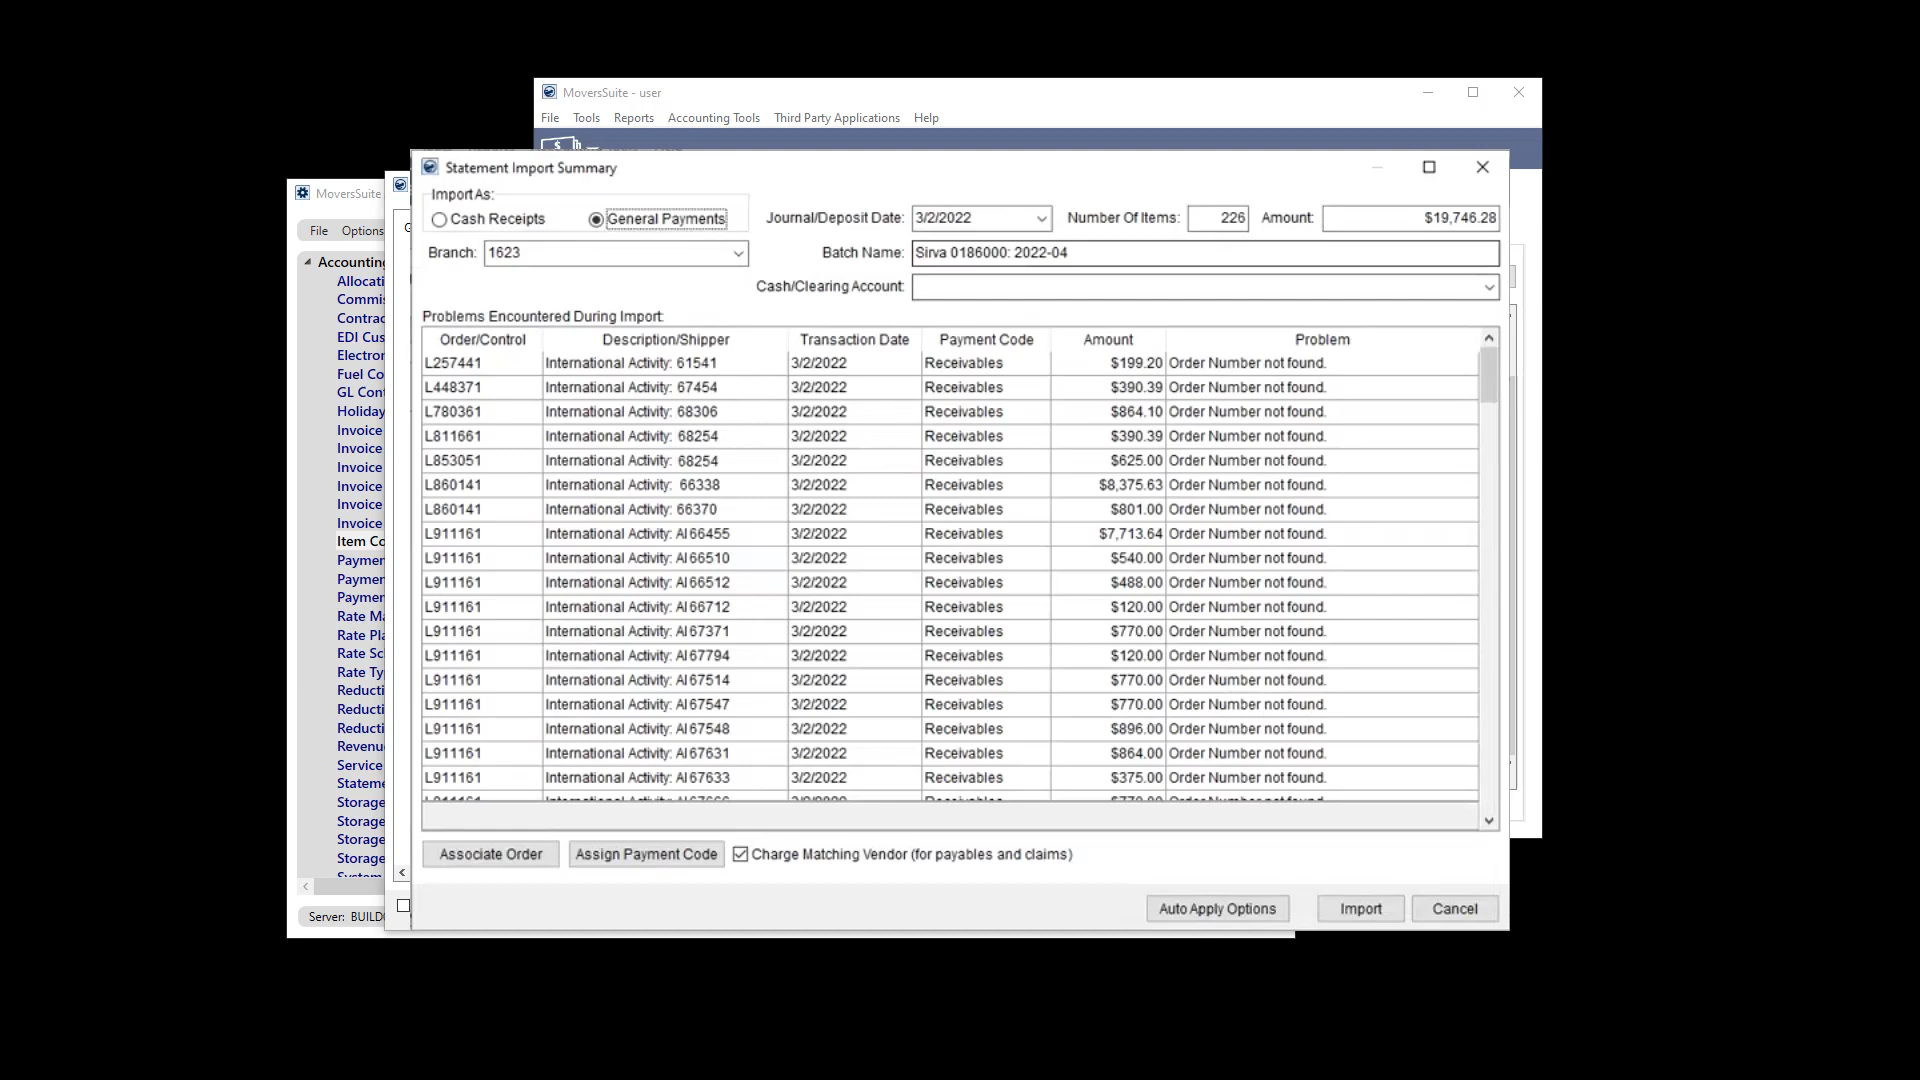 MoversSuite - user
File Tools Reports Accounting Tools Third Party Applications Help
MoversSuite
File Options
Accounting
Allocati
Commis
Contrac
EDI Cus
Electror
Fuel Co
GL Cont
Holiday
Invoice
Invoice
Invoice
Invoice
Invoice
Invoice
Item Co
Paymen
Paymen
Paymen
Rate Ma
Rate Pla
Rate Sc
Rate Ty
Reducti
Reducti
Reducti
Revenu
Service
Stateme
Storage
Storage
Storage
Storage
System
Server: BUILD
Statement Import Summary
Import As:
Cash Receipts General Payments Journal/Deposit Date: 3/2/2022 Number Of Items: 226 Amount: $19,746.28
Branch: 1623 Batch Name: Sirva 0186000: 2022-04
Cash/Clearing Account:
Problems Encountered During Import:
Order/Control Description/Shipper Transaction Date Payment Code Amount Problem
L257441 International Activity: 61541 3/2/2022 Receivables $199.20 Order Number not found.
L448371 International Activity: 67454 3/2/2022 Receivables $390.39 Order Number not found.
L780361 International Activity: 68306 3/2/2022 Receivables $864.10 Order Number not found.
L811661 International Activity: 68254 3/2/2022 Receivables $390.39 Order Number not found.
L853051 International Activity: 68254 3/2/2022 Receivables $625.00 Order Number not found.
L860141 International Activity: 66338 3/2/2022 Receivables $8,375.63 Order Number not found.
L860141 International Activity: 66370 3/2/2022 Receivables $801.00 Order Number not found.
L911161 International Activity: AI66455 3/2/2022 Receivables $7,713.64 Order Number not found.
L911161 International Activity: AI66510 3/2/2022 Receivables $540.00 Order Number not found.
L911161 International Activity: AI66512 3/2/2022 Receivables $488.00 Order Number not found.
L911161 International Activity: AI66712 3/2/2022 Receivables $120.00 Order Number not found.
L911161 International Activity: AI67371 3/2/2022 Receivables $770.00 Order Number not found.
L911161 International Activity: AI67794 3/2/2022 Receivables $120.00 Order Number not found.
L911161 International Activity: AI67514 3/2/2022 Receivables $770.00 Order Number not found.
L911161 International Activity: AI67547 3/2/2022 Receivables $770.00 Order Number not found.
L911161 International Activity: AI67548 3/2/2022 Receivables $896.00 Order Number not found.
L911161 International Activity: AI67631 3/2/2022 Receivables $864.00 Order Number not found.
L911161 International Activity: AI67633 3/2/2022 Receivables $375.00 Order Number not found.
Associate Order Assign Payment Code Charge Matching Vendor (for payables and claims)
Auto Apply Options Import Cancel